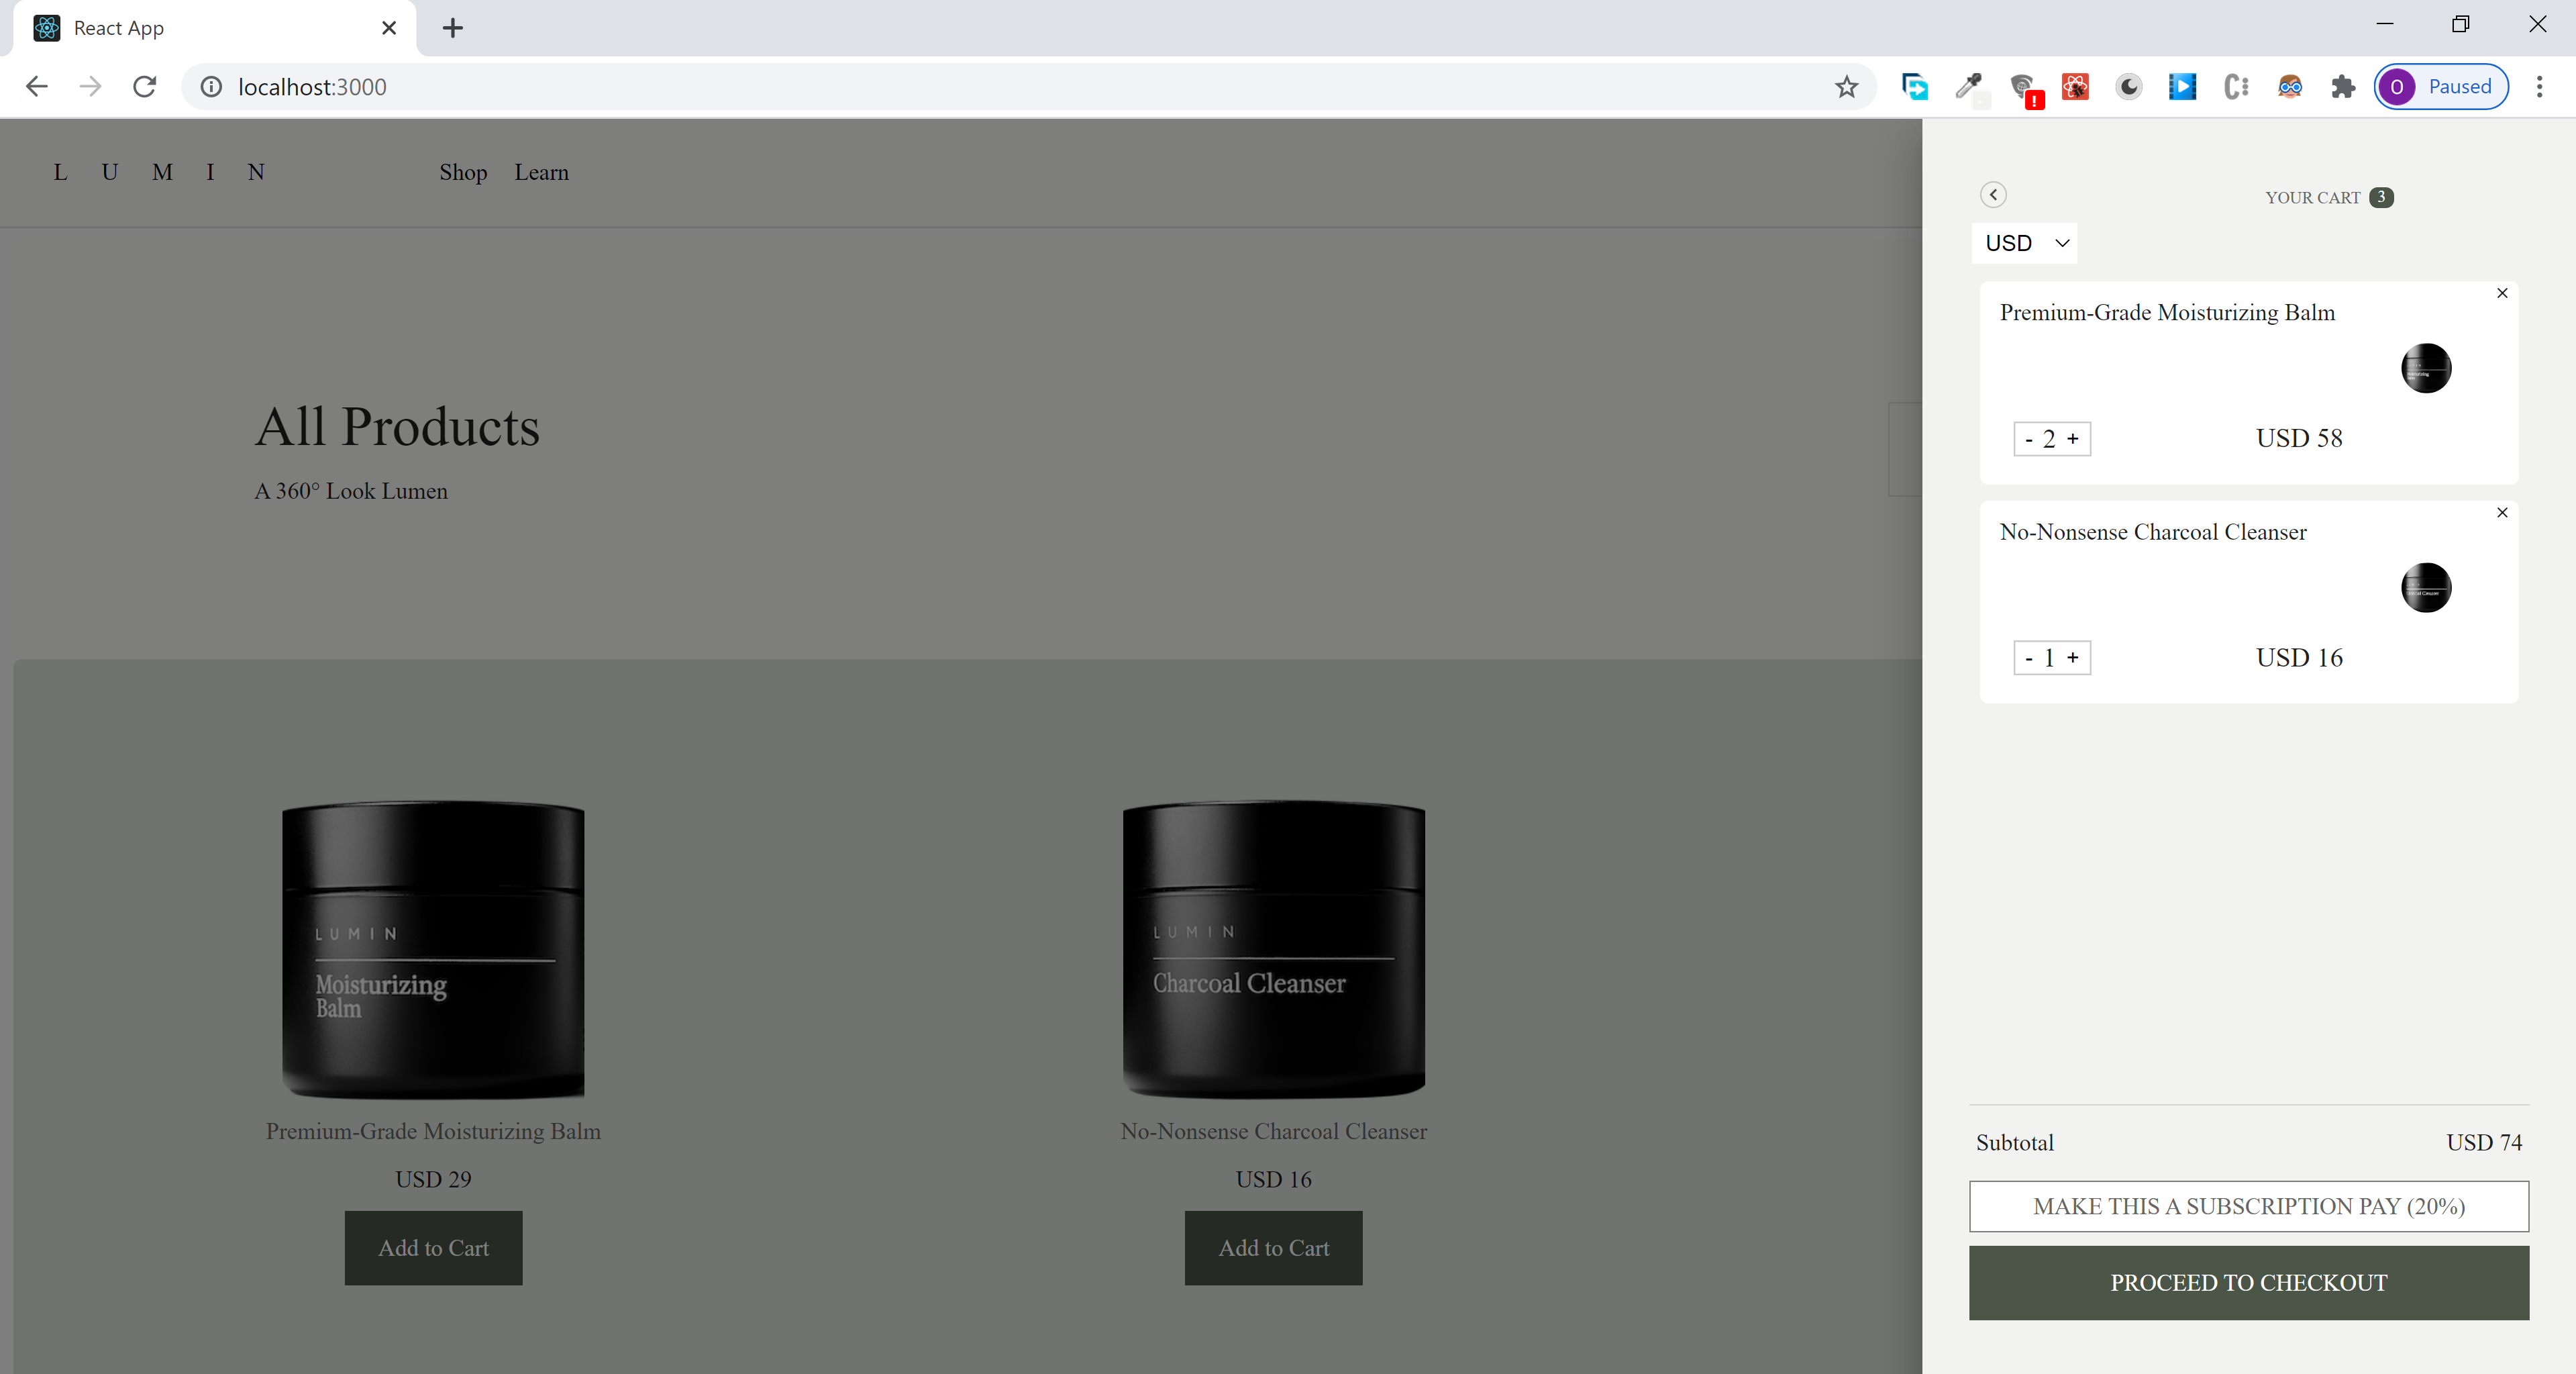 React App
localhost:3000
O Paused
L U M I N
Shop Learn
All Products
A 360° Look Lumen
LUMIN
Moisturizing
Balm
Premium-Grade Moisturizing Balm
USD 29
Add to Cart
LUMIN
Charcoal Cleanser
No-Nonsense Charcoal Cleanser
USD 16
Add to Cart
YOUR CART 3
USD
Premium-Grade Moisturizing Balm
- 2 +
USD 58
No-Nonsense Charcoal Cleanser
- 1 +
USD 16
Subtotal USD 74
MAKE THIS A SUBSCRIPTION PAY (20%)
PROCEED TO CHECKOUT